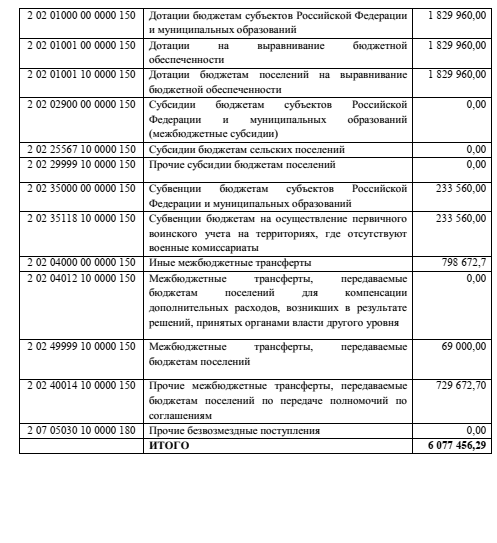 2 02 01000 00 0000 150 Дотации бюджетам субъектов Российской Федерации 1 829 960,00
и муниципальных образований
2 02 01001 00 0000 150 Дотации на выравнивание бюджетной 1 829 960,00
обеспеченности
2 02 01001 10 0000 150 Дотации бюджетам поселений на выравнивание 1 829 960,00
бюджетной обеспеченности
2 02 02900 00 0000 150 Субсидии бюджетам субъектов Российской 0,00
Федерации и муниципальных образований
(межбюджетные субсидии)
2 02 25567 10 0000 150 Субсидии бюджетам сельских поселений 0,00
2 02 29999 10 0000 150 Прочие субсидии бюджетам поселений 0,00
2 02 35000 00 0000 150 Субвенции бюджетам субъектов Российской 233 560,00
Федерации и муниципальных образований
2 02 35118 10 0000 150 Субвенции бюджетам на осуществление первичного 233 560,00
воинского учета на территориях, где отсутствуют
военные комиссариаты
2 02 04000 00 0000 150 Иные межбюджетные трансферты 798 672,7
2 02 04012 10 0000 150 Межбюджетные трансферты, передаваемые 0,00
бюджетам поселений для компенсации
дополнительных расходов, возникших в результате
решений, принятых органами власти другого уровня
2 02 49999 10 0000 150 Межбюджетные трансферты, передаваемые 69 000,00
бюджетам поселений
2 02 40014 10 0000 150 Прочие межбюджетные трансферты, передаваемые 729 672,70
бюджетам поселений по передаче полномочий по
соглашениям
2 07 05030 10 0000 180 Прочие безвозмездные поступления 0,00
ИТОГО 6 077 456,29